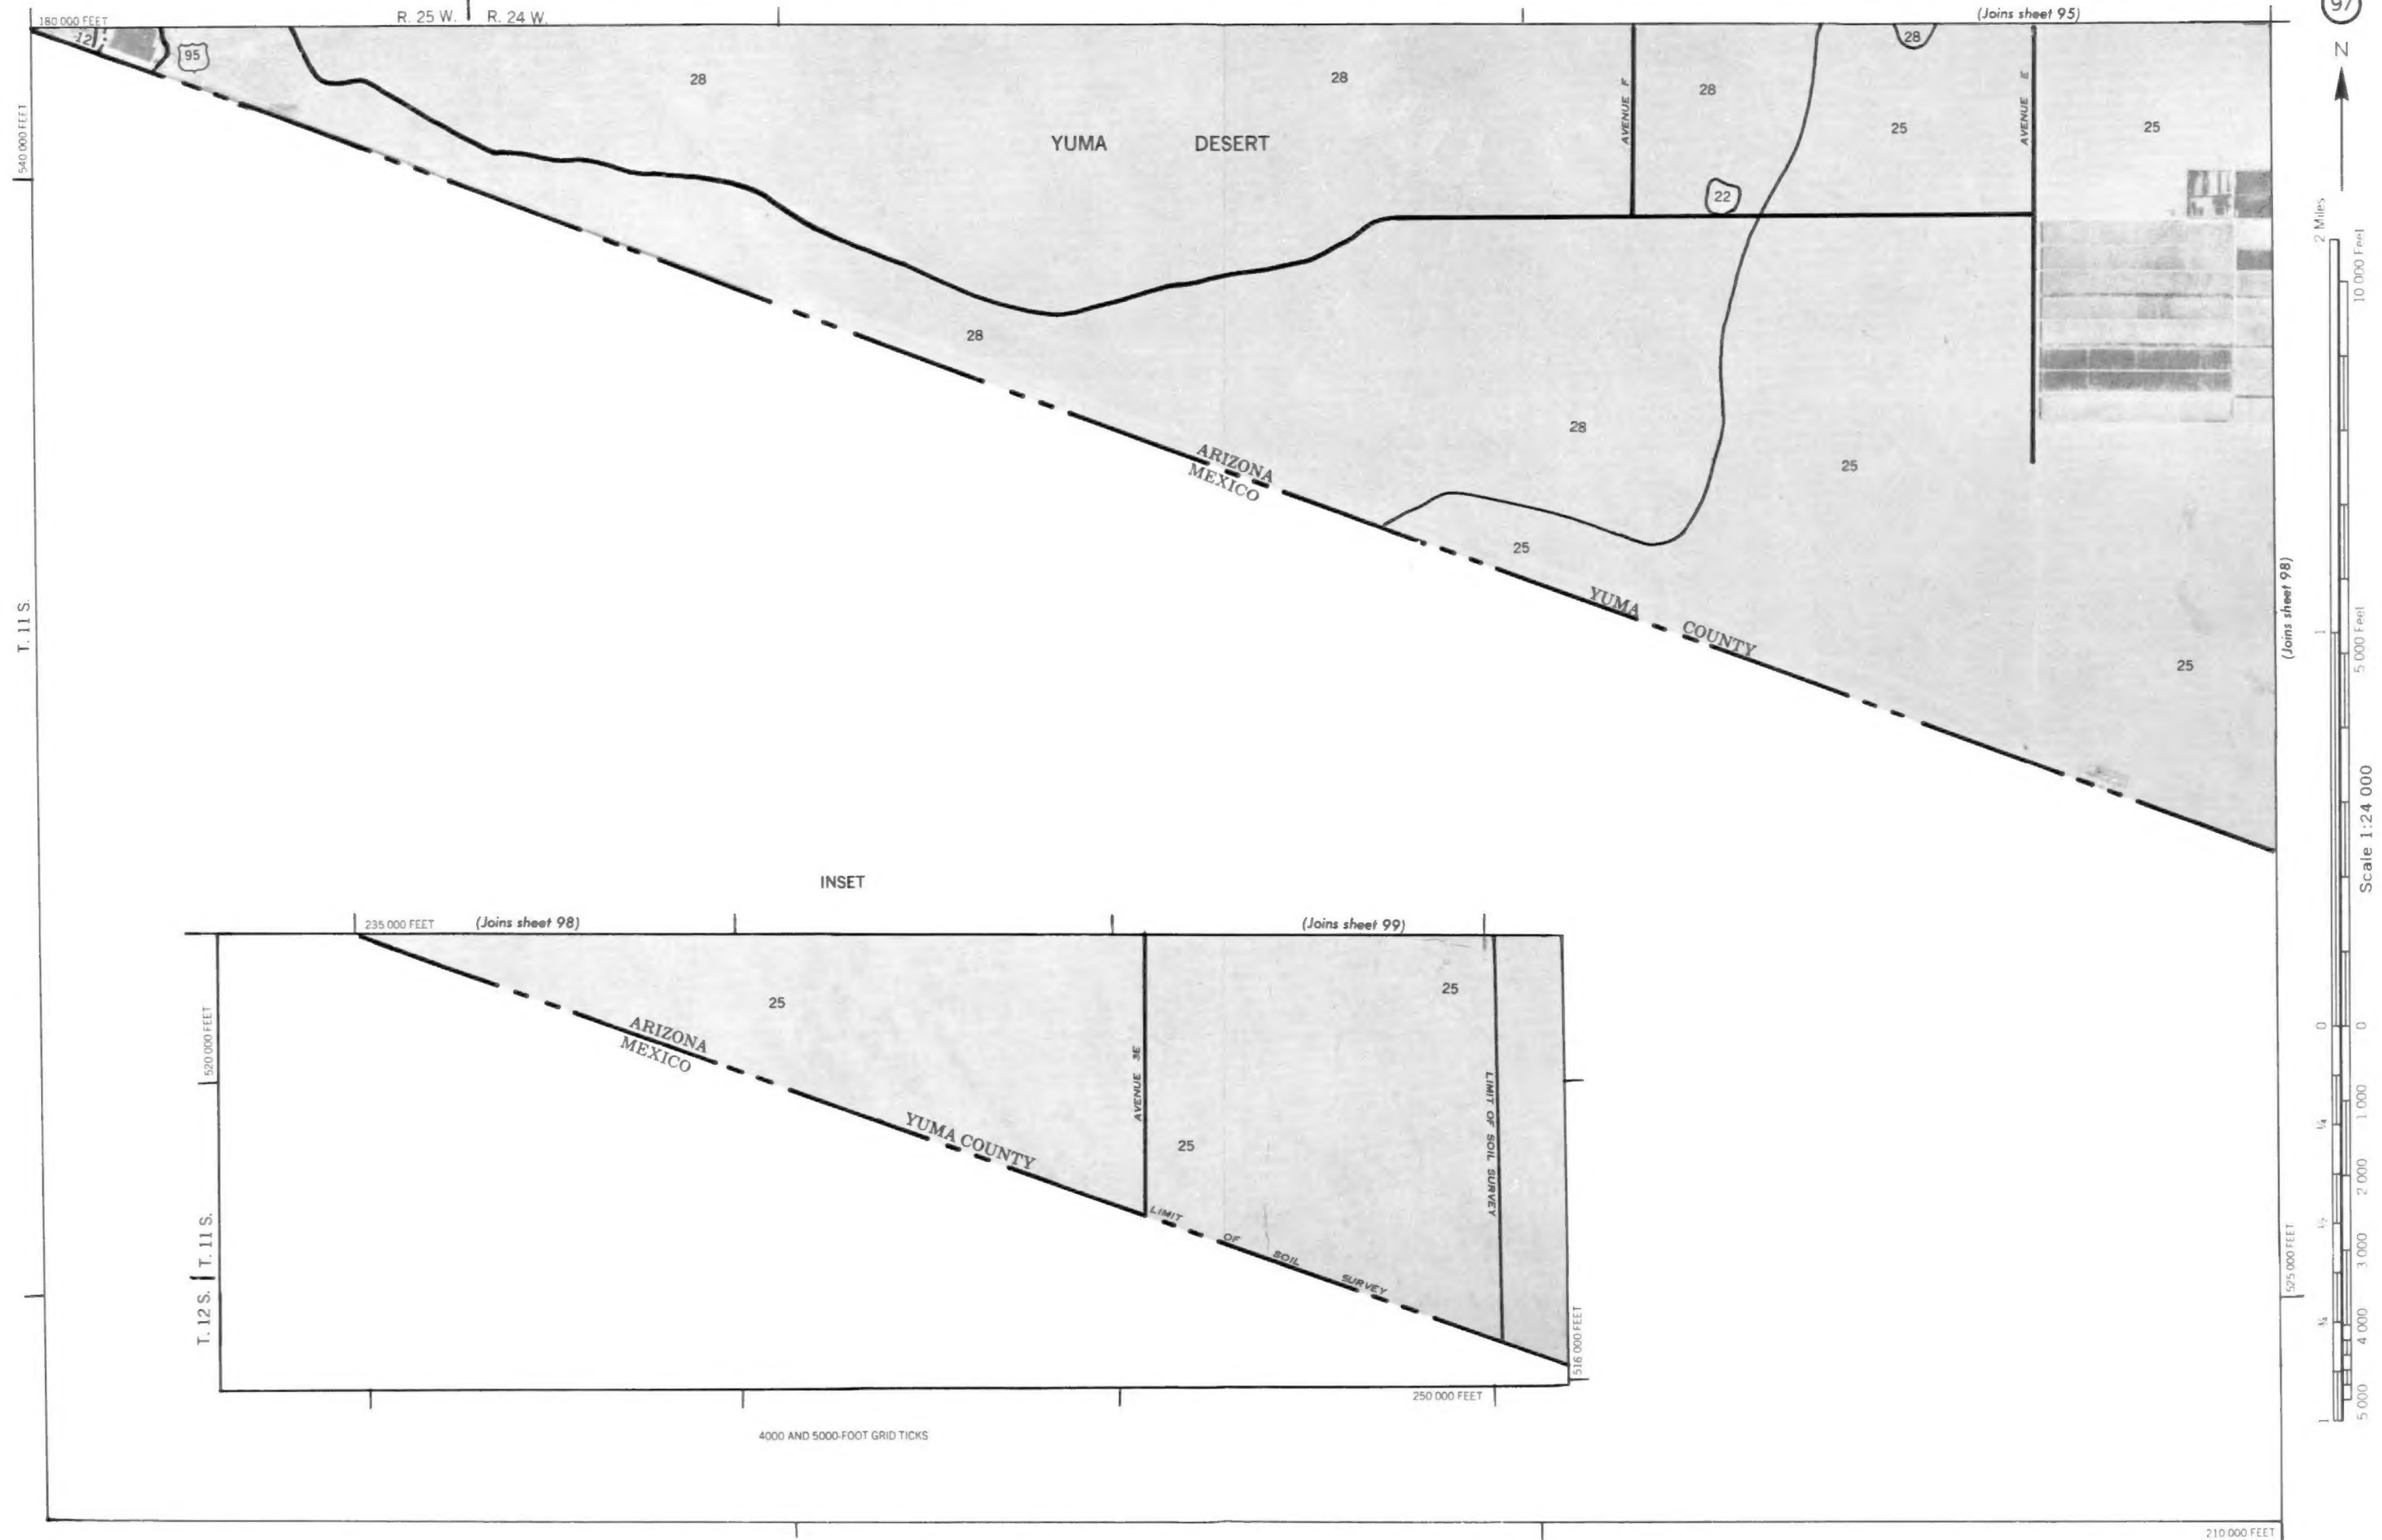 180 000 FEET
R. 25 W. R. 24 W.
(Joins sheet 95)
97
12
95
28
28
28
28
25
25
AVENUE F
AVENUE E
N
540 000 FEET
YUMA DESERT
22
28
28
25
25
25
ARIZONA
MEXICO
YUMA COUNTY
T. 11 S.
(Joins sheet 98)
2 Miles
10 000 Feet
1
5 000 Feet
Scale 1:24 000
0
0
1 000
¼
2 000
½
3 000
¾
4 000
1
5 000
INSET
235 000 FEET
(Joins sheet 98)
(Joins sheet 99)
25
25
25
520 000 FEET
ARIZONA
MEXICO
YUMA COUNTY
AVENUE 3E
LIMIT OF SOIL SURVEY
LIMIT OF SOIL SURVEY
T. 12 S. T. 11 S.
516 000 FEET
525 000 FEET
250 000 FEET
4000 AND 5000-FOOT GRID TICKS
210 000 FEET